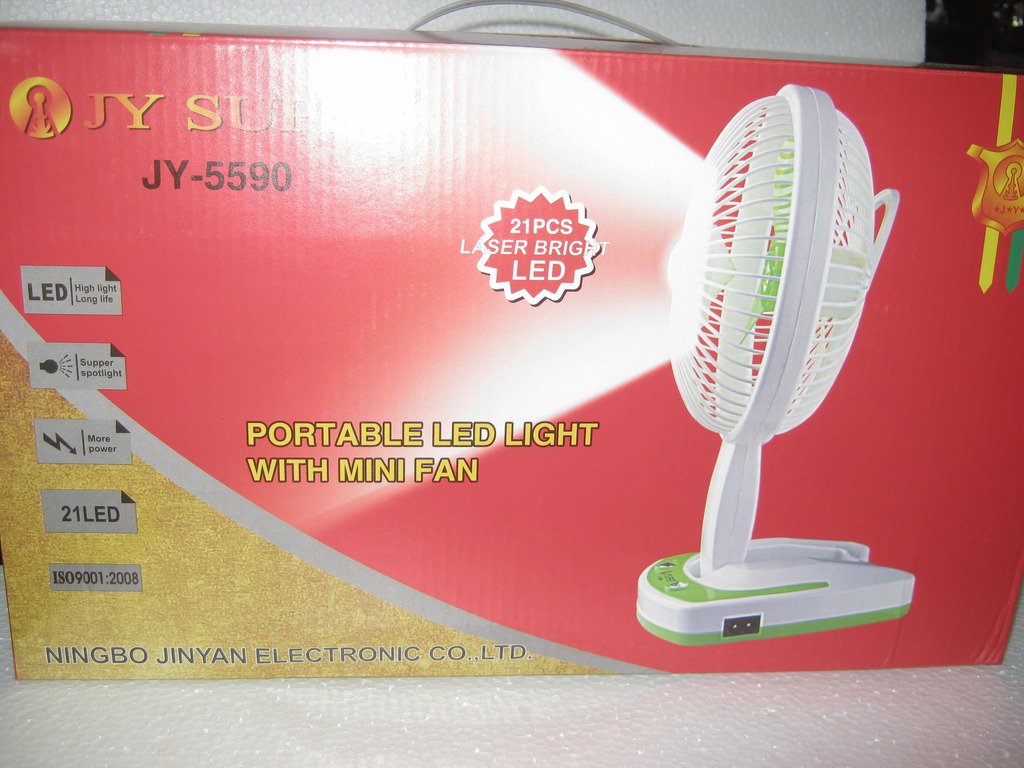 JY
JY-5590
21PCS
LASER BRIGHT
LED
LED High light
Long life
Supper
spotlight
More
power
PORTABLE LED LIGHT
WITH MINI FAN
21LED
ISO9001:2008
NINGBO JINYAN ELECTRONIC CO.,LTD.
★J★Y★